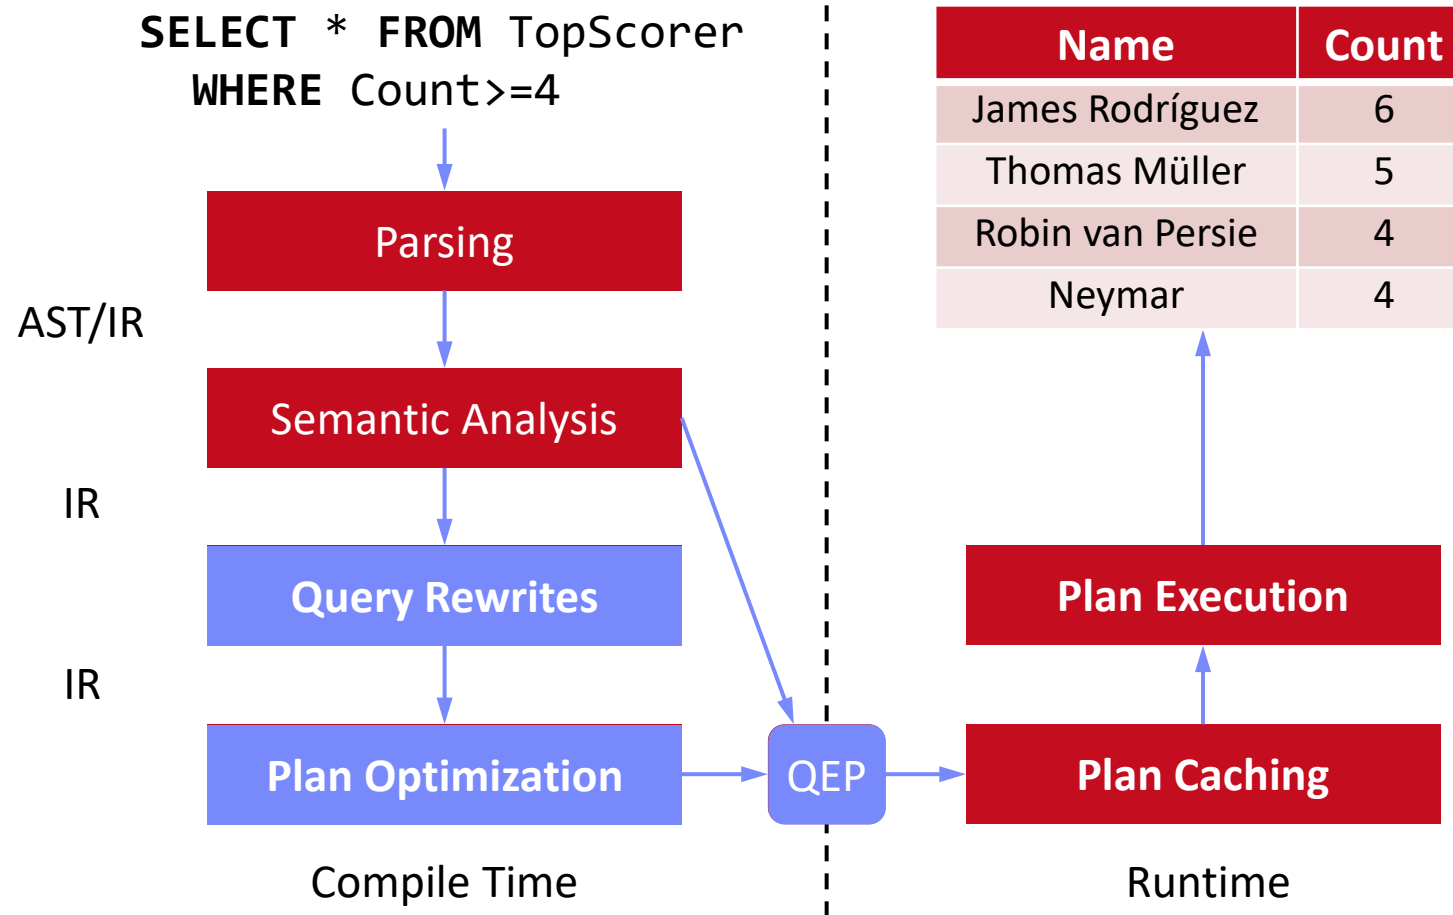 SELECT * FROM TopScorer
WHERE Count>=4
Parsing
AST/IR
Semantic Analysis
IR
Query Rewrites
IR
Plan Optimization
QEP
Compile Time
Name Count
James Rodríguez 6
Thomas Müller 5
Robin van Persie 4
Neymar 4
Plan Execution
Plan Caching
Runtime